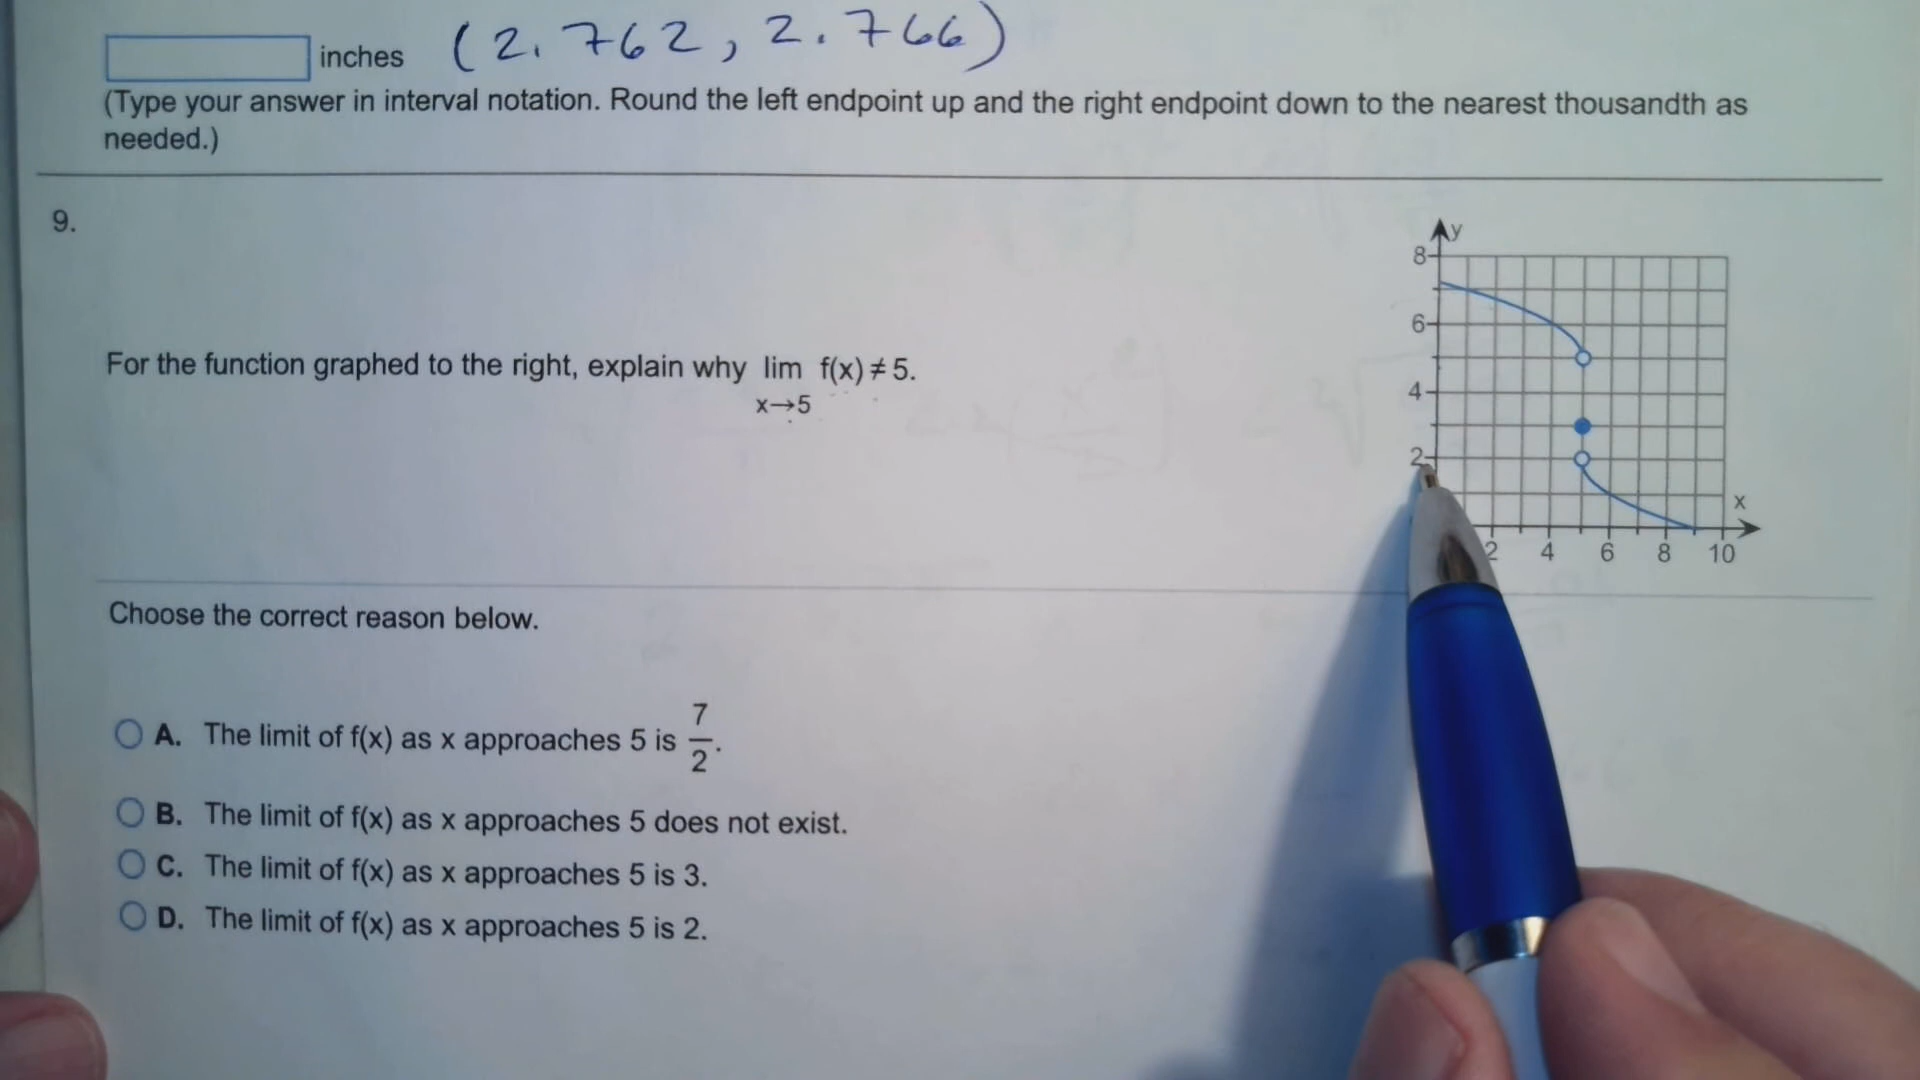 inches (2.762, 2.766)
(Type your answer in interval notation. Round the left endpoint up and the right endpoint down to the nearest thousandth as
needed.)
9.
For the function graphed to the right, explain why lim f(x) ≠ 5.
x→5
y
8
6
4
2
x
2 4 6 8 10
Choose the correct reason below.
A. The limit of f(x) as x approaches 5 is 7/2.
B. The limit of f(x) as x approaches 5 does not exist.
C. The limit of f(x) as x approaches 5 is 3.
D. The limit of f(x) as x approaches 5 is 2.